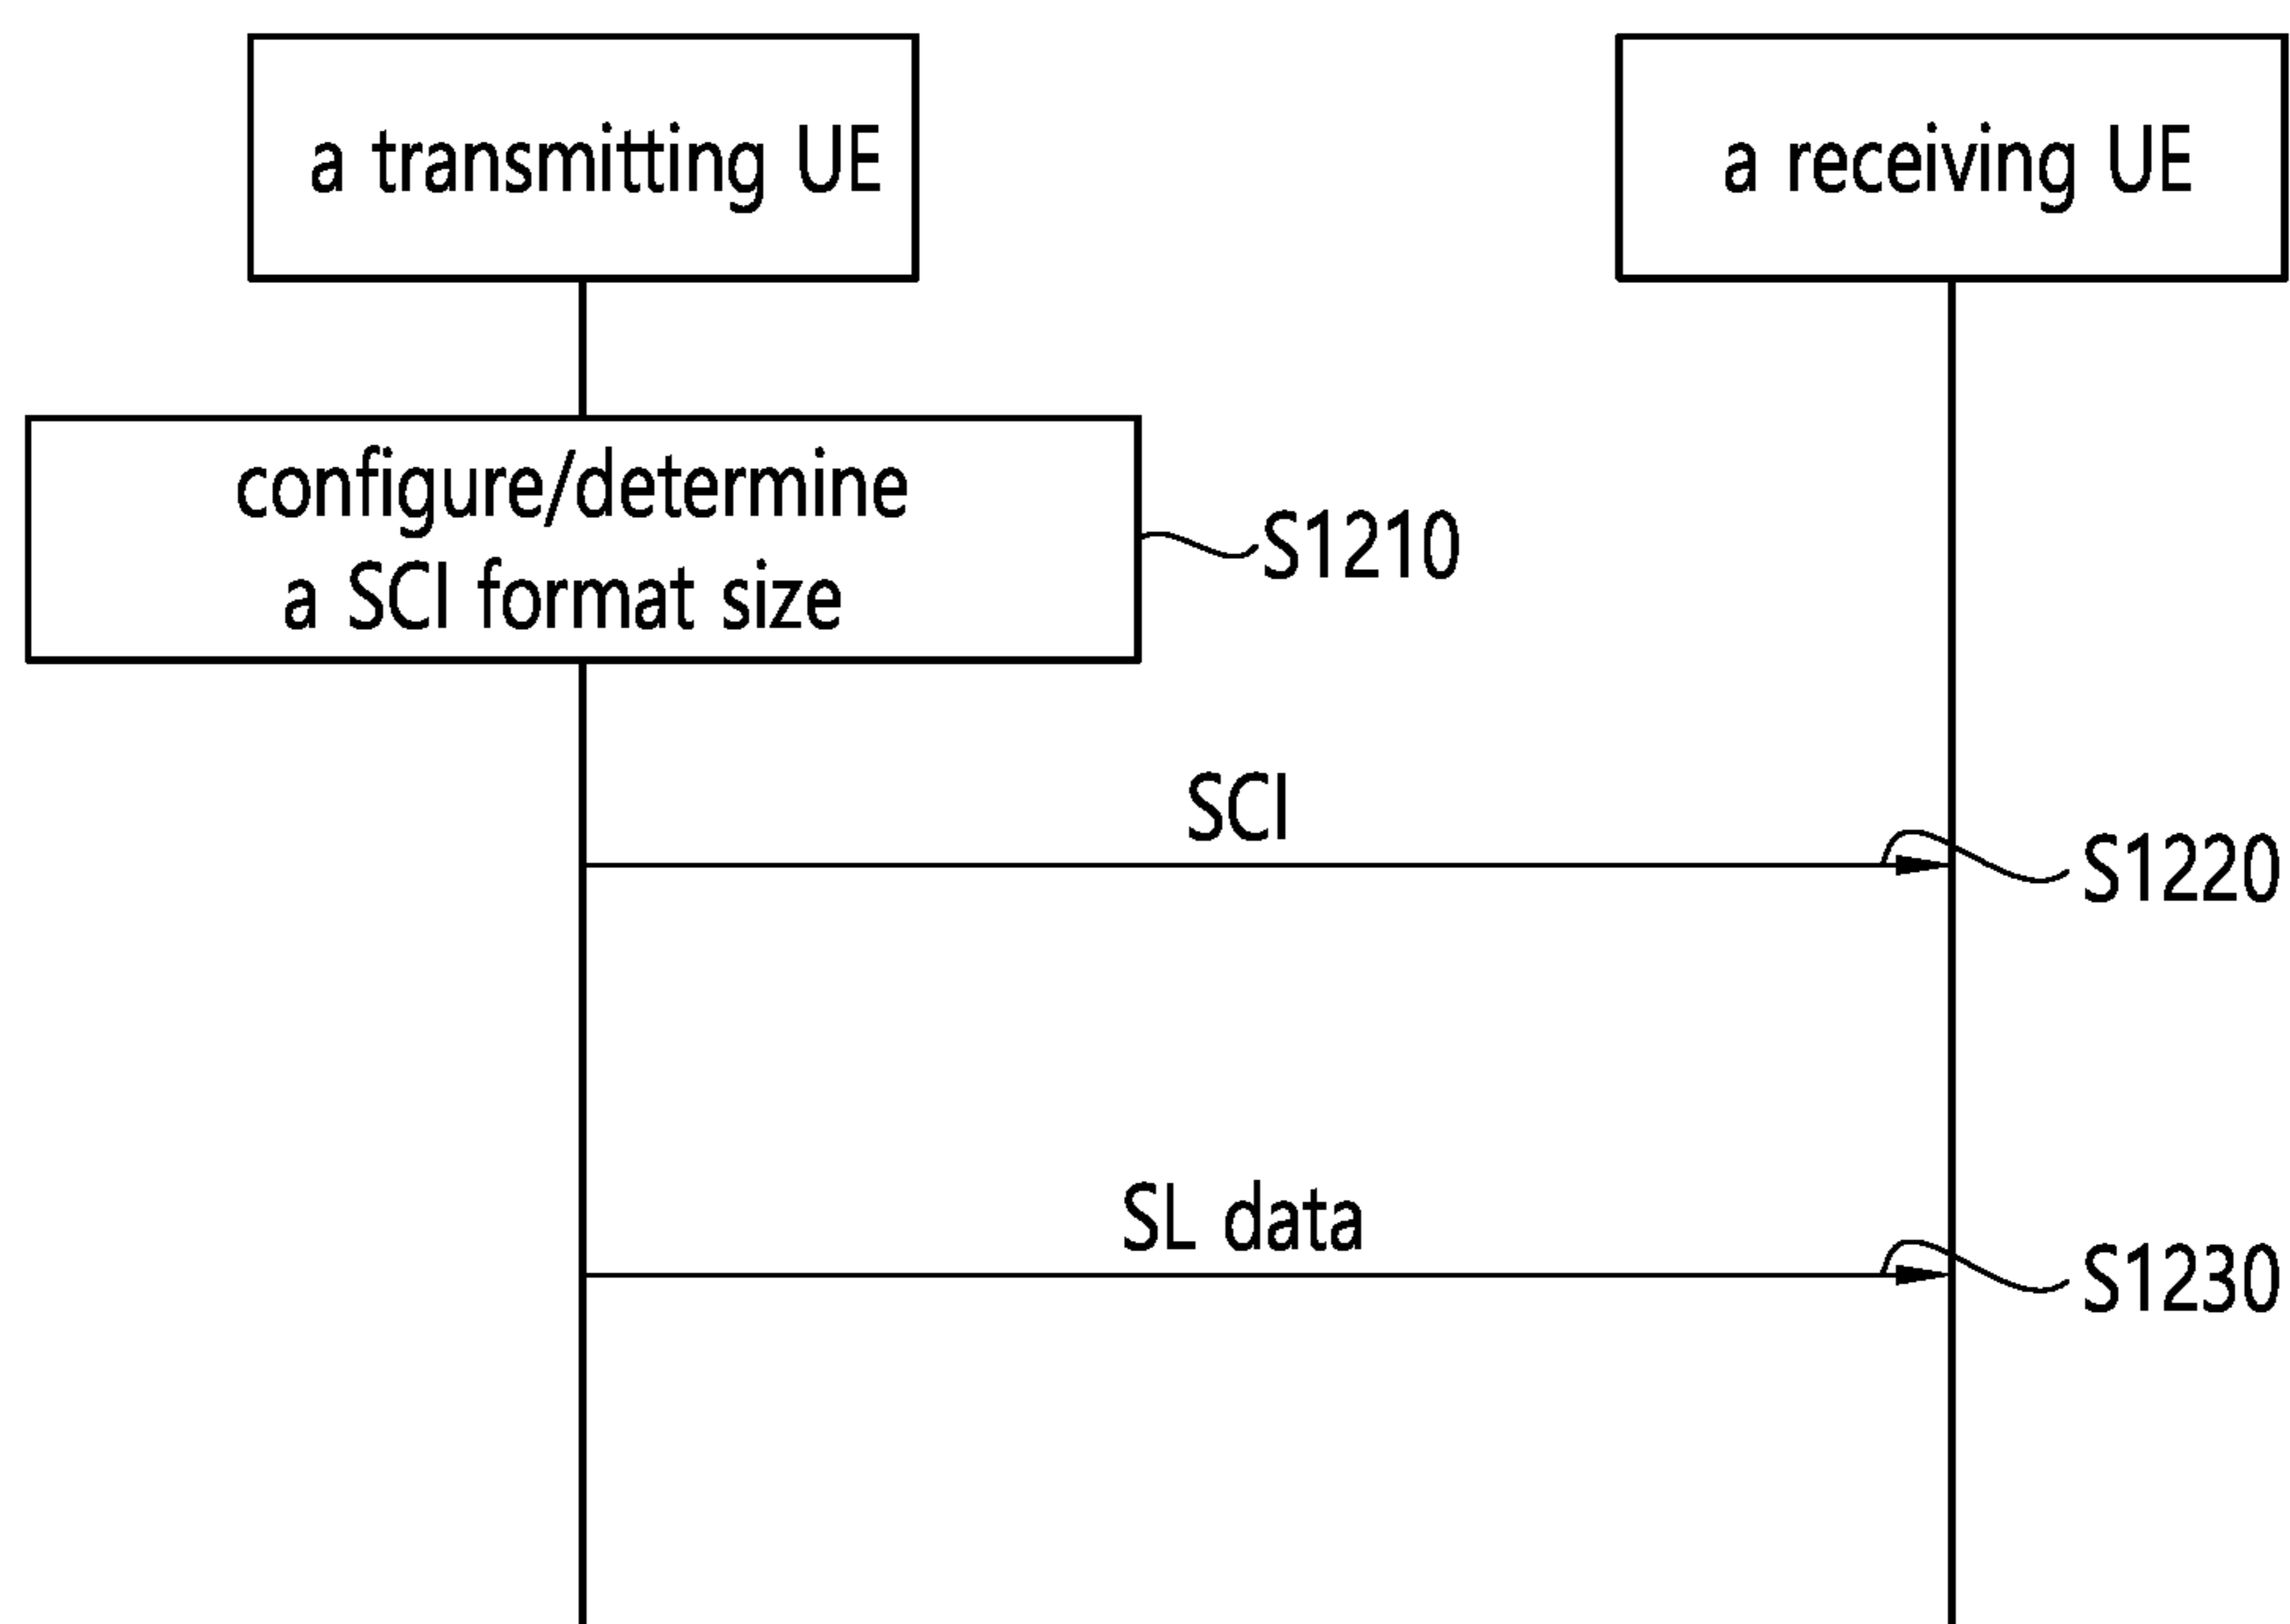 a transmitting UE
a receiving UE
configure/determine
a SCI format size
S1210
SCI
S1220
SL data
S1230